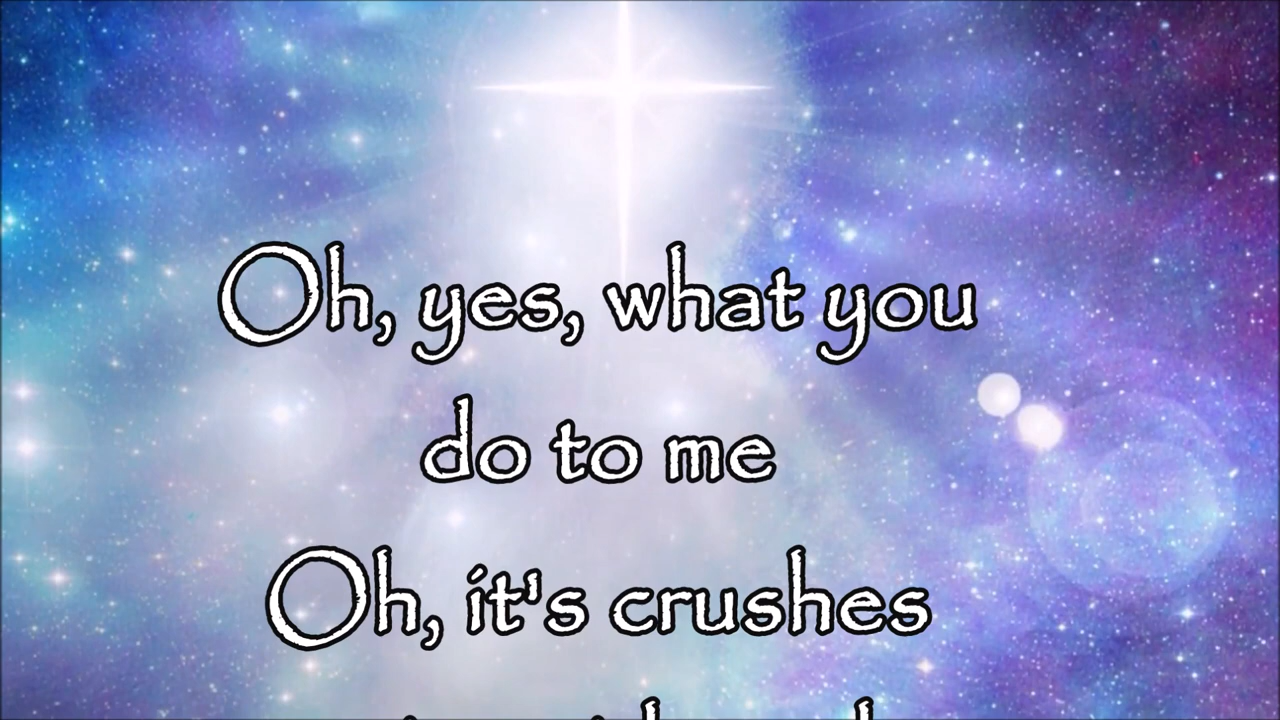 Oh, yes, what you
do to me
Oh, it's crushes